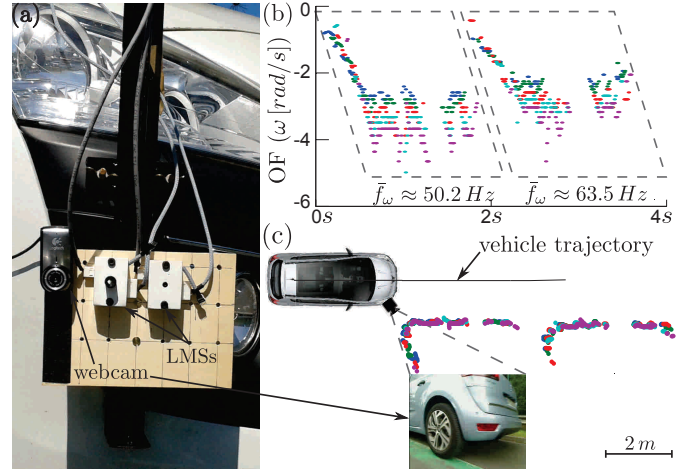 (a)
LMSs
webcam
(b)
OF (ω [rad/s])
0
-2
-4
-6
f̄ω ≈ 50.2 Hz
f̄ω ≈ 63.5 Hz
0s
2s
4s
(c)
vehicle trajectory
2 m